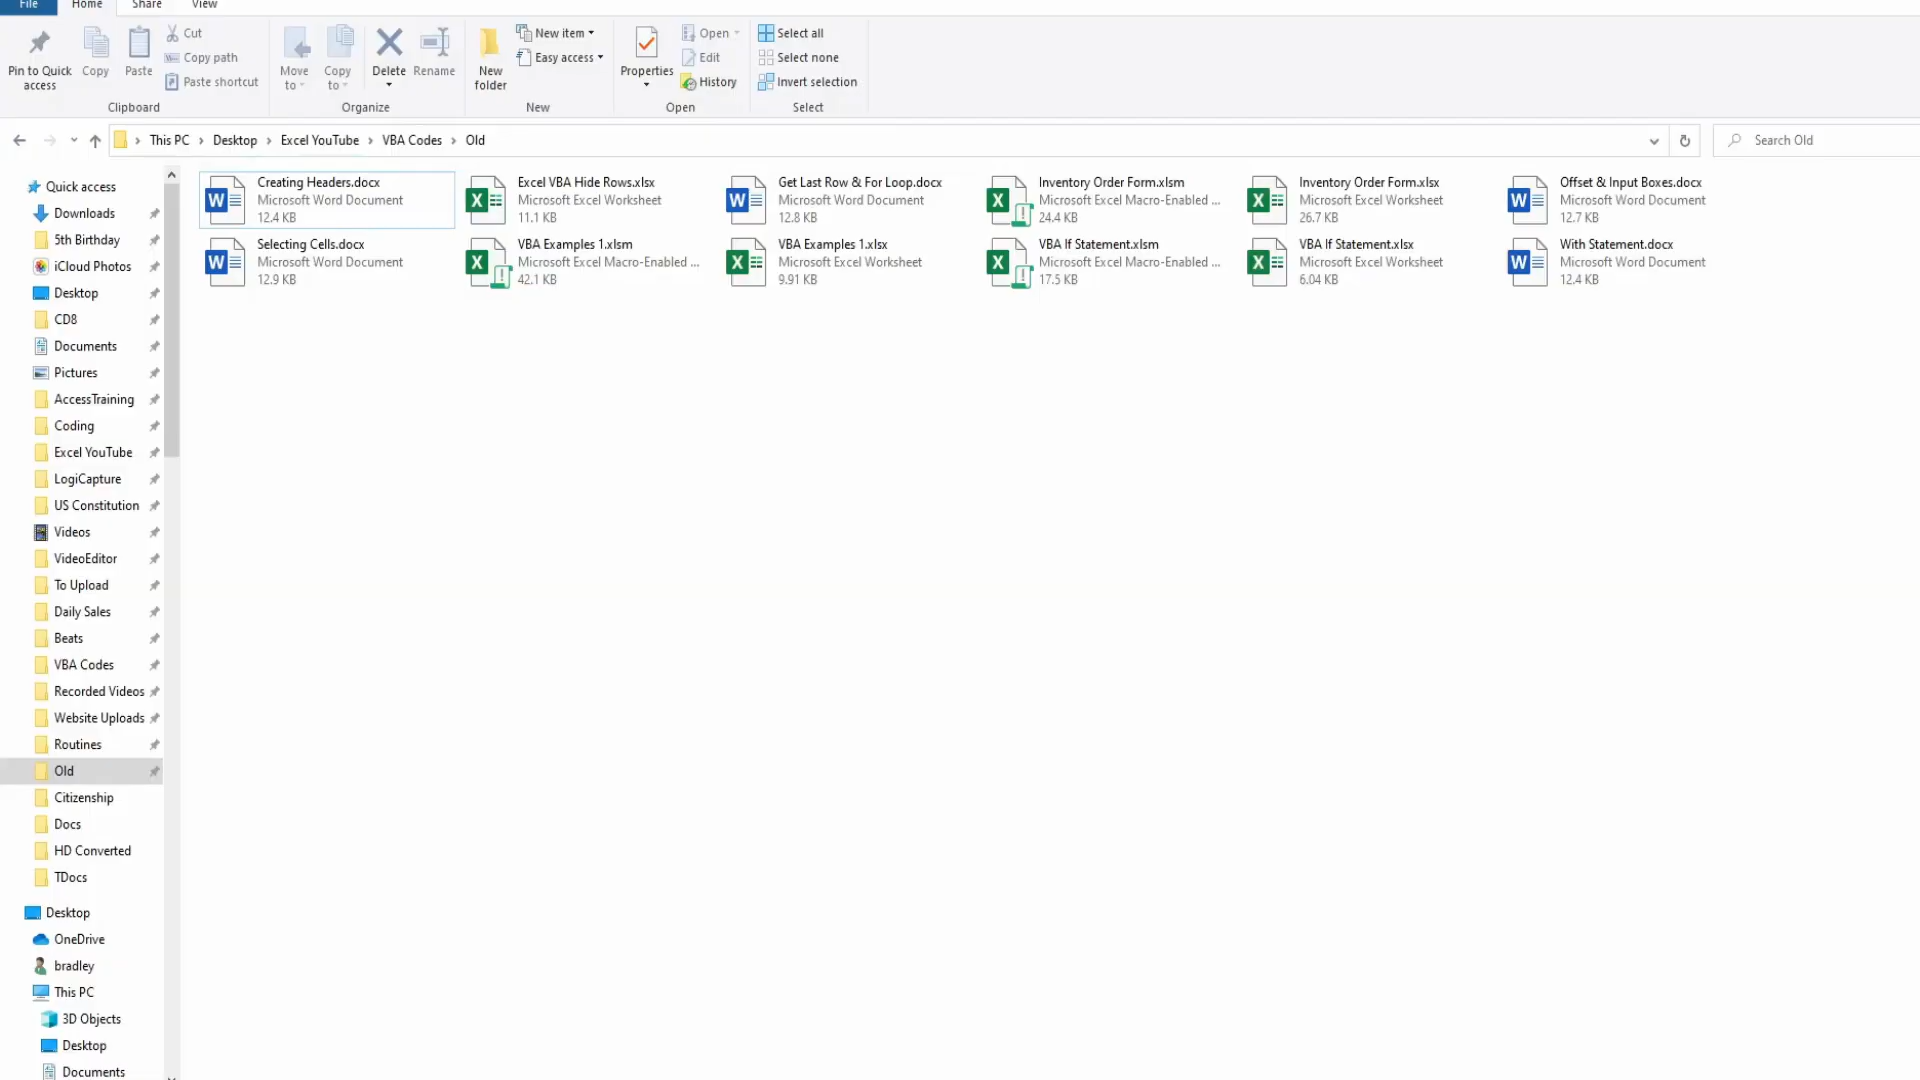 File Home Share View
Pin to Quick access
Copy
Paste
Cut
Copy path
Paste shortcut
Clipboard
Move to
Copy to
Delete
Rename
Organize
New folder
New item
Easy access
New
Properties
Open
Edit
History
Open
Select all
Select none
Invert selection
Select
This PC › Desktop › Excel YouTube › VBA Codes › Old
Search Old
Quick access
Downloads
5th Birthday
iCloud Photos
Desktop
CD8
Documents
Pictures
AccessTraining
Coding
Excel YouTube
LogiCapture
US Constitution
Videos
VideoEditor
To Upload
Daily Sales
Beats
VBA Codes
Recorded Videos
Website Uploads
Routines
Old
Citizenship
Docs
HD Converted
TDocs
Desktop
OneDrive
bradley
This PC
3D Objects
Desktop
Documents
Creating Headers.docx
Microsoft Word Document
12.4 KB
Excel VBA Hide Rows.xlsx
Microsoft Excel Worksheet
11.1 KB
Get Last Row & For Loop.docx
Microsoft Word Document
12.8 KB
Inventory Order Form.xlsm
Microsoft Excel Macro-Enabled ...
24.4 KB
Inventory Order Form.xlsx
Microsoft Excel Worksheet
26.7 KB
Offset & Input Boxes.docx
Microsoft Word Document
12.7 KB
Selecting Cells.docx
Microsoft Word Document
12.9 KB
VBA Examples 1.xlsm
Microsoft Excel Macro-Enabled ...
42.1 KB
VBA Examples 1.xlsx
Microsoft Excel Worksheet
9.91 KB
VBA If Statement.xlsm
Microsoft Excel Macro-Enabled ...
17.5 KB
VBA If Statement.xlsx
Microsoft Excel Worksheet
6.04 KB
With Statement.docx
Microsoft Word Document
12.4 KB